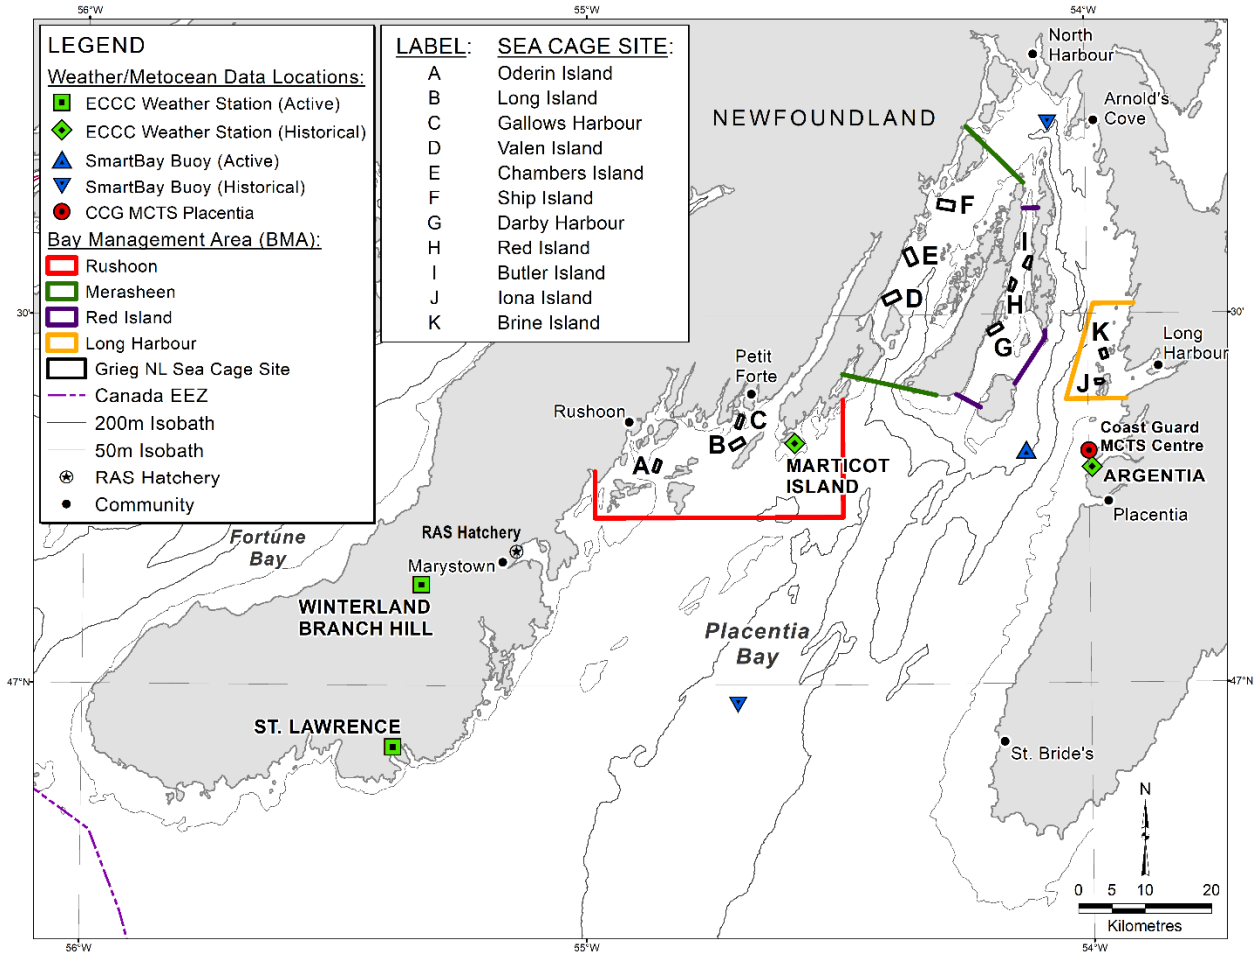 56°W
55°W
54°W
LEGEND
Weather/Metocean Data Locations:
ECCC Weather Station (Active)
ECCC Weather Station (Historical)
SmartBay Buoy (Active)
SmartBay Buoy (Historical)
CCG MCTS Placentia
Bay Management Area (BMA):
Rushoon
Merasheen
Red Island
Long Harbour
Grieg NL Sea Cage Site
Canada EEZ
200m Isobath
50m Isobath
RAS Hatchery
Community
LABEL: SEA CAGE SITE:
A Oderin Island
B Long Island
C Gallows Harbour
D Valen Island
E Chambers Island
F Ship Island
G Darby Harbour
H Red Island
I Butler Island
J Iona Island
K Brine Island
North
Harbour
Arnold's
Cove
NEWFOUNDLAND
F
I
E
D
H
G
30'
30'
K
J
Long
Harbour
Petit
Forte
Rushoon
C
B
A
MARTICOT
ISLAND
Coast Guard
MCTS Centre
ARGENTIA
Placentia
Fortune
Bay
RAS Hatchery
Marystown
WINTERLAND
BRANCH HILL
Placentia
Bay
47°N
47°N
ST. LAWRENCE
St. Bride's
N
0 5 10 20
Kilometres
56°W
55°W
54°W